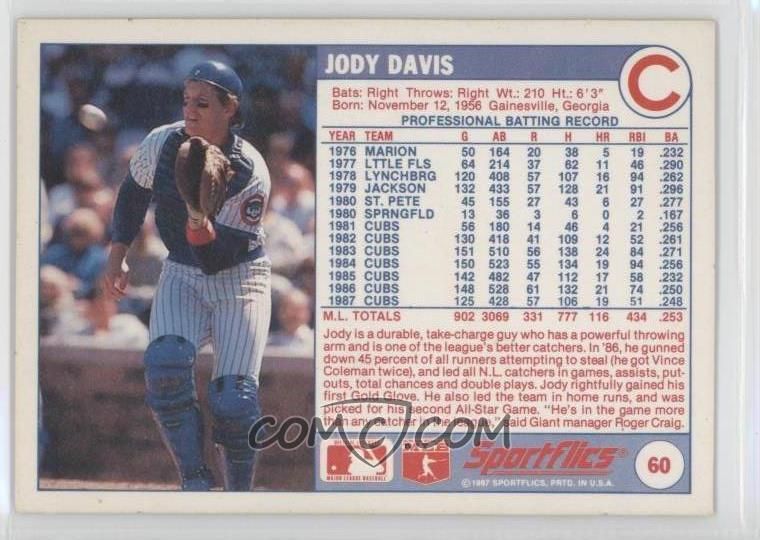 JODY DAVIS
C
Bats: Right Throws: Right Wt.: 210 Ht.: 6'3"
Born: November 12, 1956 Gainesville, Georgia
PROFESSIONAL BATTING RECORD
YEAR TEAM G AB R H HR RBI BA
1976 MARION 50 164 20 38 5 19 .232
1977 LTTLE FLS 64 214 37 62 11 46 .290
1978 LYNCHBRG 120 408 57 107 16 94 .262
1979 JACKSON 132 433 57 128 21 91 .296
1980 ST. PETE 45 155 27 43 6 27 .277
1980 SPRNGFLD 13 36 3 6 0 2 .167
1981 CUBS 56 180 14 46 4 21 .256
1982 CUBS 130 418 41 109 12 52 .261
1983 CUBS 151 510 56 138 24 84 .271
1984 CUBS 150 523 55 134 19 94 .256
1985 CUBS 142 482 47 112 17 58 .232
1986 CUBS 148 528 61 132 21 74 .250
1987 CUBS 125 428 57 106 19 51 .248
M.L. TOTALS 902 3069 331 777 116 434 .253
Jody is a durable, take-charge guy who has a powerful throwing
arm and is one of the league's better catchers. In '86, he gunned
down 45 percent of all runners attempting to steal (he got Vince
Coleman twice), and led all N.L. catchers in games, assists, put-
outs, total chances and double plays. Jody rightfully gained his
first Gold Glove. He also led the team in home runs, and was
picked for his second All-Star Game. "He's in the game more
than any catcher in the league," said Giant manager Roger Craig.
COMC.COM
MAJOR LEAGUE BASEBALL
Sportflics®
© 1987 SPORTFLICS, PRTD. IN U.S.A.
60